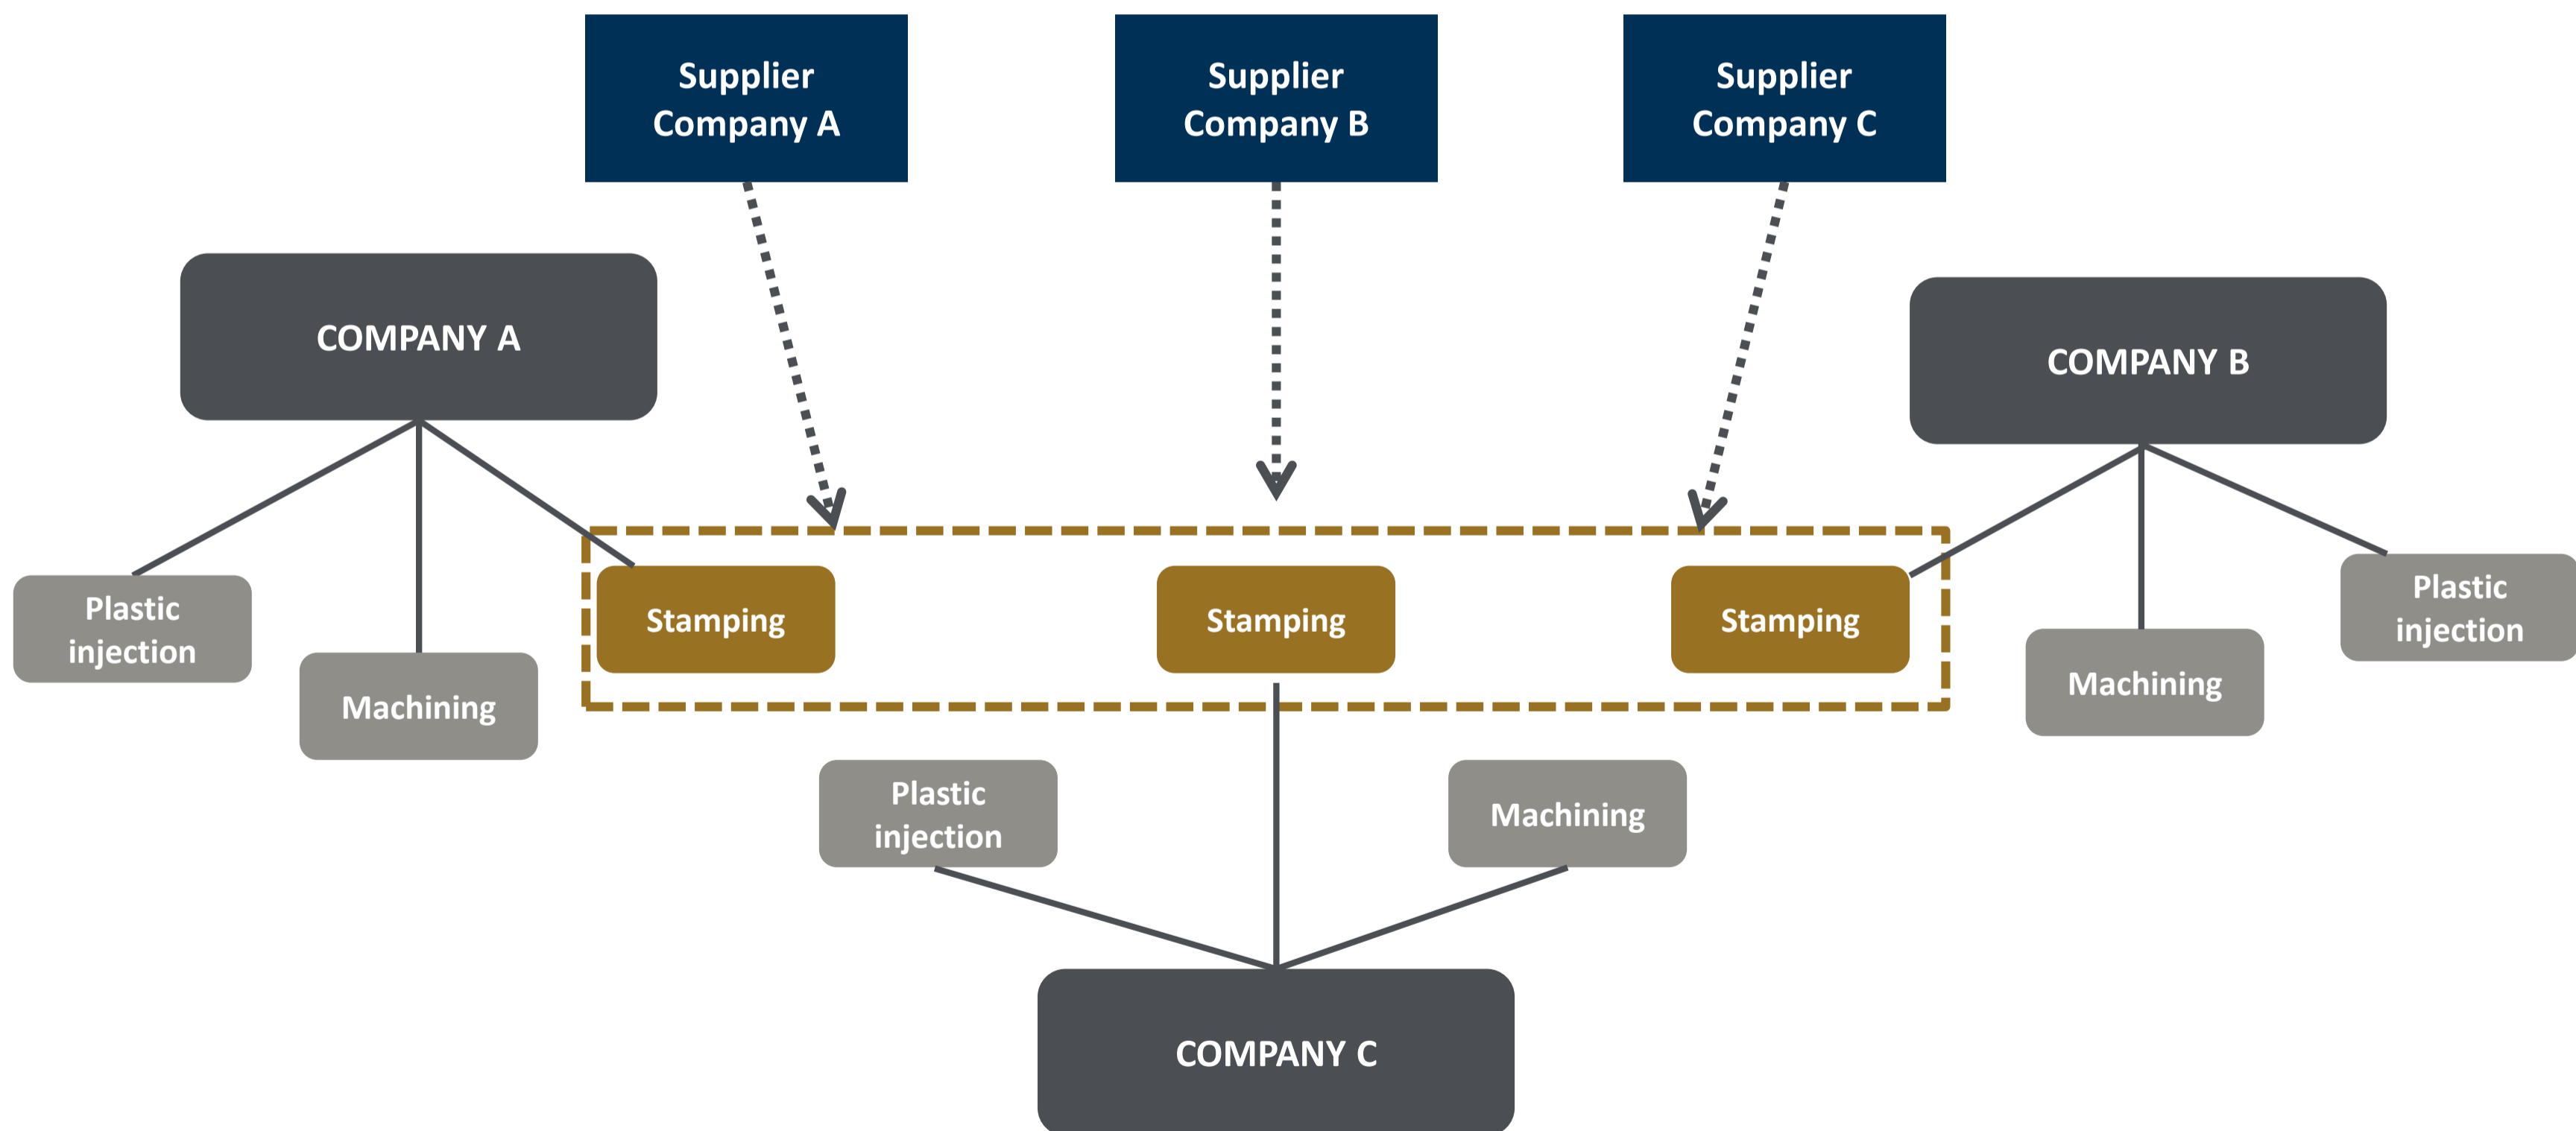 Supplier
Company A
Supplier
Company B
Supplier
Company C
COMPANY A
COMPANY B
Plastic
injection
Machining
Stamping
Stamping
Stamping
Machining
Plastic
injection
Plastic
injection
Machining
COMPANY C